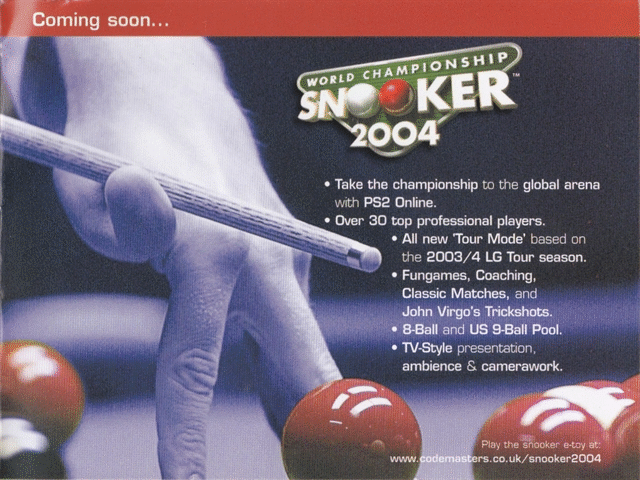 Coming soon...
WORLD CHAMPIONSHIP
SNOOKER™
2004
• Take the championship to the global arena
with PS2 Online.
• Over 30 top professional players.
• All new 'Tour Mode' based on
the 2003/4 LG Tour season.
• Fungames, Coaching,
Classic Matches, and
John Virgo's Trickshots.
• 8-Ball and US 9-Ball Pool.
• TV-Style presentation,
ambience & camerawork.
Play the snooker e-toy at:
www.codemasters.co.uk/snooker2004